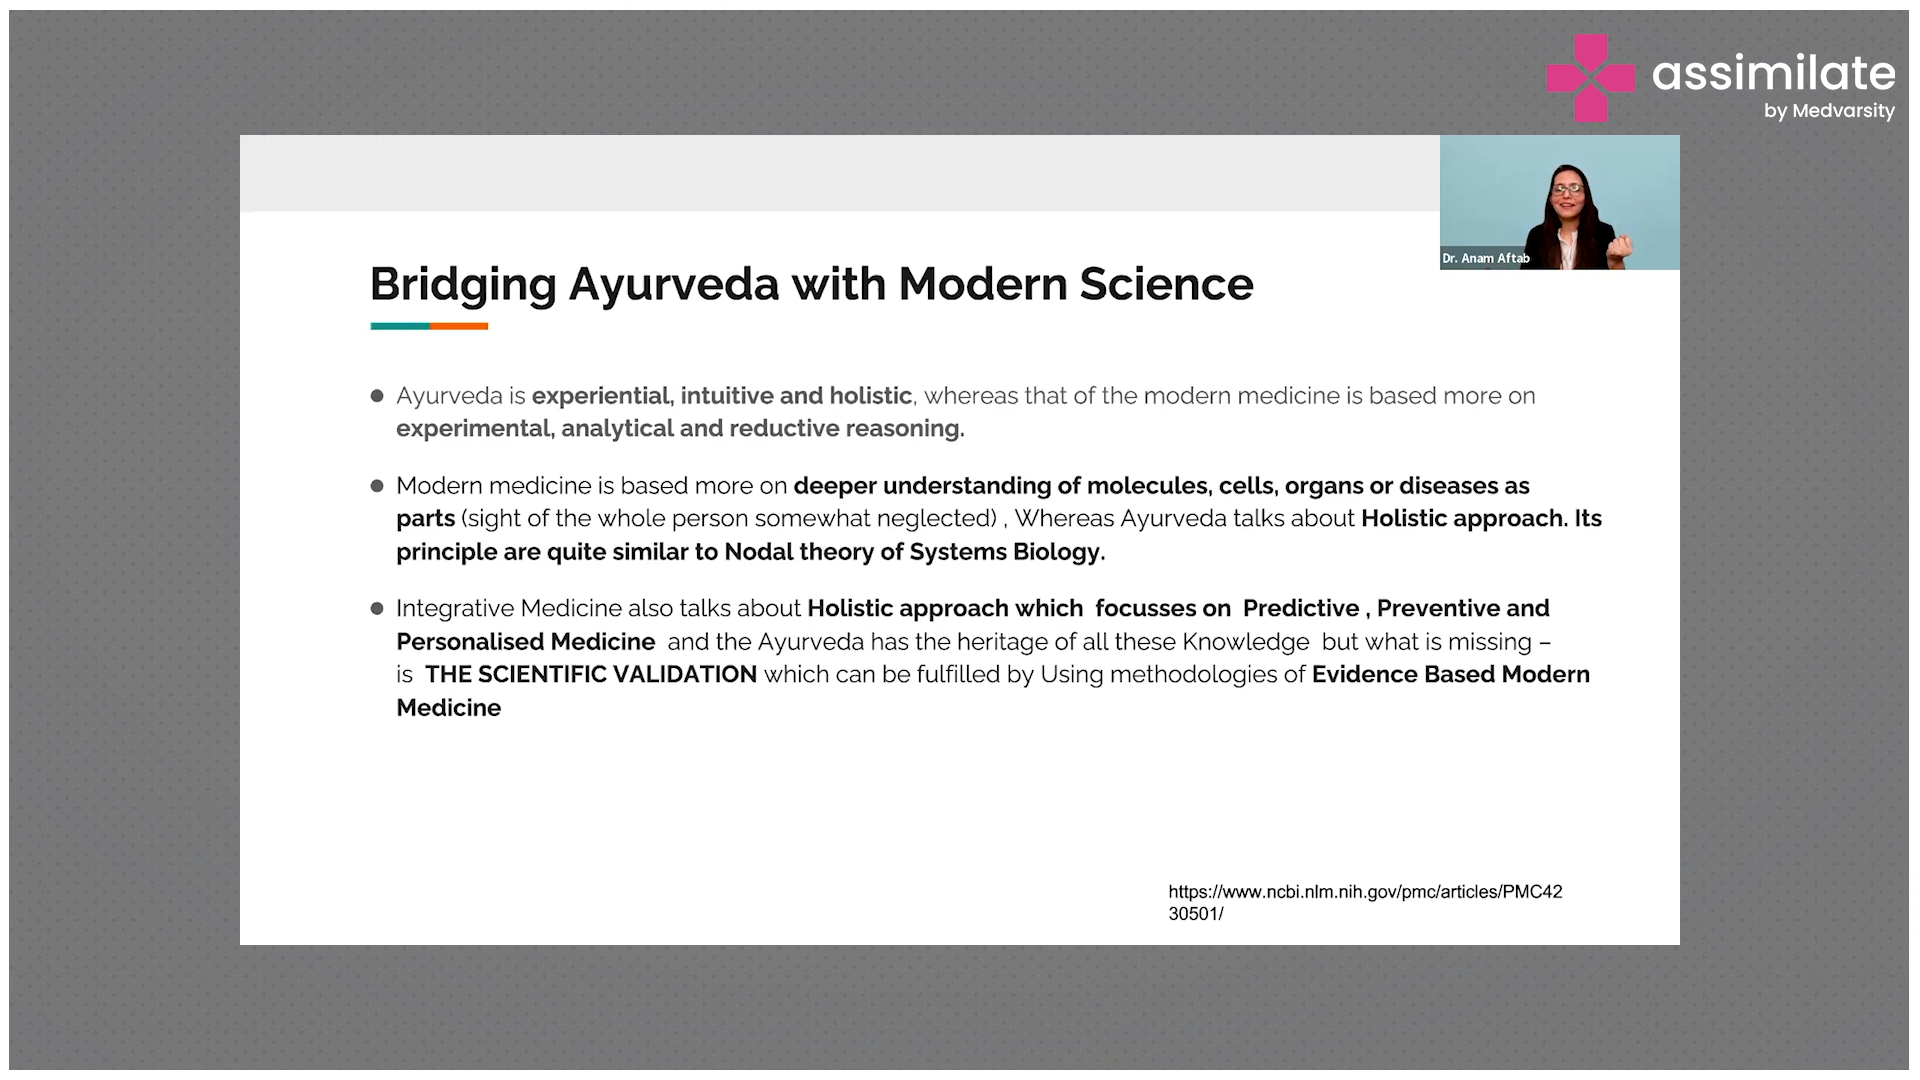 assimilate
by Medvarsity
Dr. Anam Aftab
Bridging Ayurveda with Modern Science
● Ayurveda is experiential, intuitive and holistic, whereas that of the modern medicine is based more on
experimental, analytical and reductive reasoning.
● Modern medicine is based more on deeper understanding of molecules, cells, organs or diseases as
parts (sight of the whole person somewhat neglected) , Whereas Ayurveda talks about Holistic approach. Its
principle are quite similar to Nodal theory of Systems Biology.
● Integrative Medicine also talks about Holistic approach which  focusses on  Predictive , Preventive and
Personalised Medicine  and the Ayurveda has the heritage of all these Knowledge  but what is missing –
is  THE SCIENTIFIC VALIDATION which can be fulfilled by Using methodologies of Evidence Based Modern
Medicine
https://www.ncbi.nlm.nih.gov/pmc/articles/PMC42
30501/